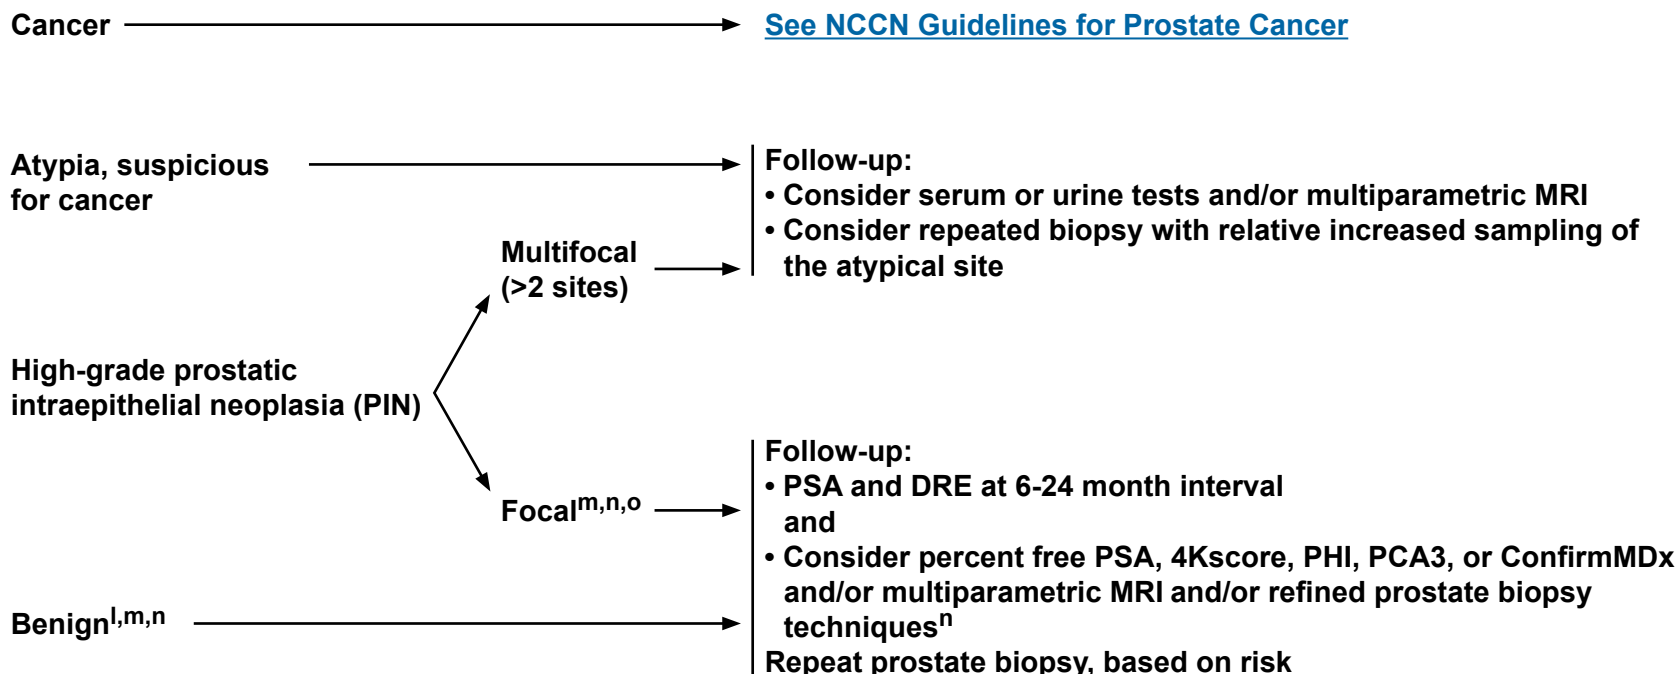 Cancer
See NCCN Guidelines for Prostate Cancer
Atypia, suspicious
for cancer
Follow-up:
• Consider serum or urine tests and/or multiparametric MRI
• Consider repeated biopsy with relative increased sampling of
the atypical site
Multifocal
(>2 sites)
High-grade prostatic
intraepithelial neoplasia (PIN)
Focalm,n,o
Follow-up:
• PSA and DRE at 6-24 month interval
and
• Consider percent free PSA, 4Kscore, PHI, PCA3, or ConfirmMDx
and/or multiparametric MRI and/or refined prostate biopsy
techniquesn
Repeat prostate biopsy, based on risk
Benignl,m,n